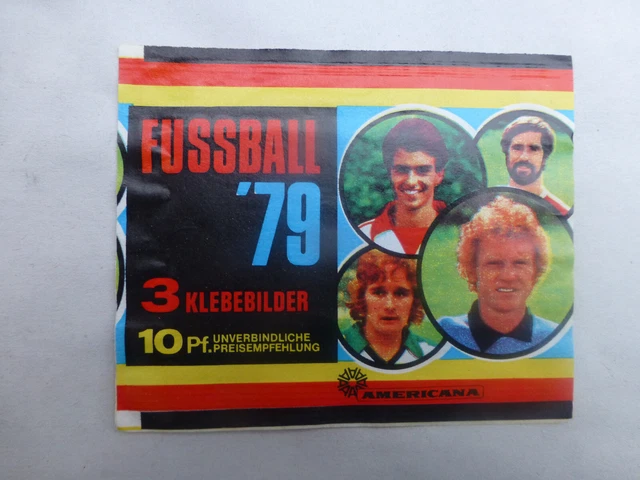 FUSSBALL
'79
3 KLEBEBILDER
10 Pf. UNVERBINDLICHE
PREISEMPFEHLUNG
AMERICANA